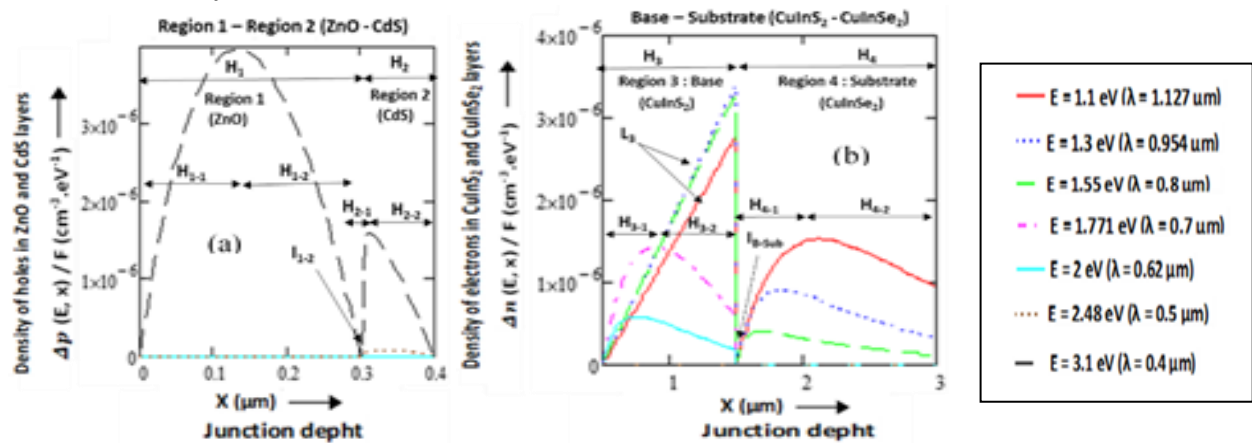 Region 1 – Region 2 (ZnO - CdS)
Density of holes in ZnO and CdS layers
Δp (E, x) / F (cm⁻³.eV⁻¹)
3×10⁻⁶
2×10⁻⁶
1×10⁻⁶
0
H₁
H₂
Region 1
(ZnO)
Region 2
(CdS)
H₁₋₁
H₁₋₂
H₂₋₁
H₂₋₂
(a)
I₁₋₂
0
0.1
0.2
0.3
0.4
X (μm)
Junction depht
Base – Substrate (CuInS₂ - CuInSe₂)
Density of electrons in CuInS₂ and CuInSe₂ layers
Δn (E, x) / F (cm⁻³.eV⁻¹)
4×10⁻⁶
3×10⁻⁶
2×10⁻⁶
1×10⁻⁶
0
H₃
H₄
Region 3 : Base
(CuInS₂)
Region 4 : Substrate
(CuInSe₂)
I₃
(b)
H₃₋₁
H₃₋₂
H₄₋₁
H₄₋₂
I_B-Sub
1
2
3
X (μm)
Junction depht
E = 1.1 eV (λ = 1.127 um)
E = 1.3 eV (λ = 0.954 um)
E = 1.55 eV (λ = 0.8 um)
E = 1.771 eV (λ = 0.7 um)
E = 2 eV (λ = 0.62 μm)
E = 2.48 eV (λ = 0.5 μm)
E = 3.1 eV (λ = 0.4 μm)